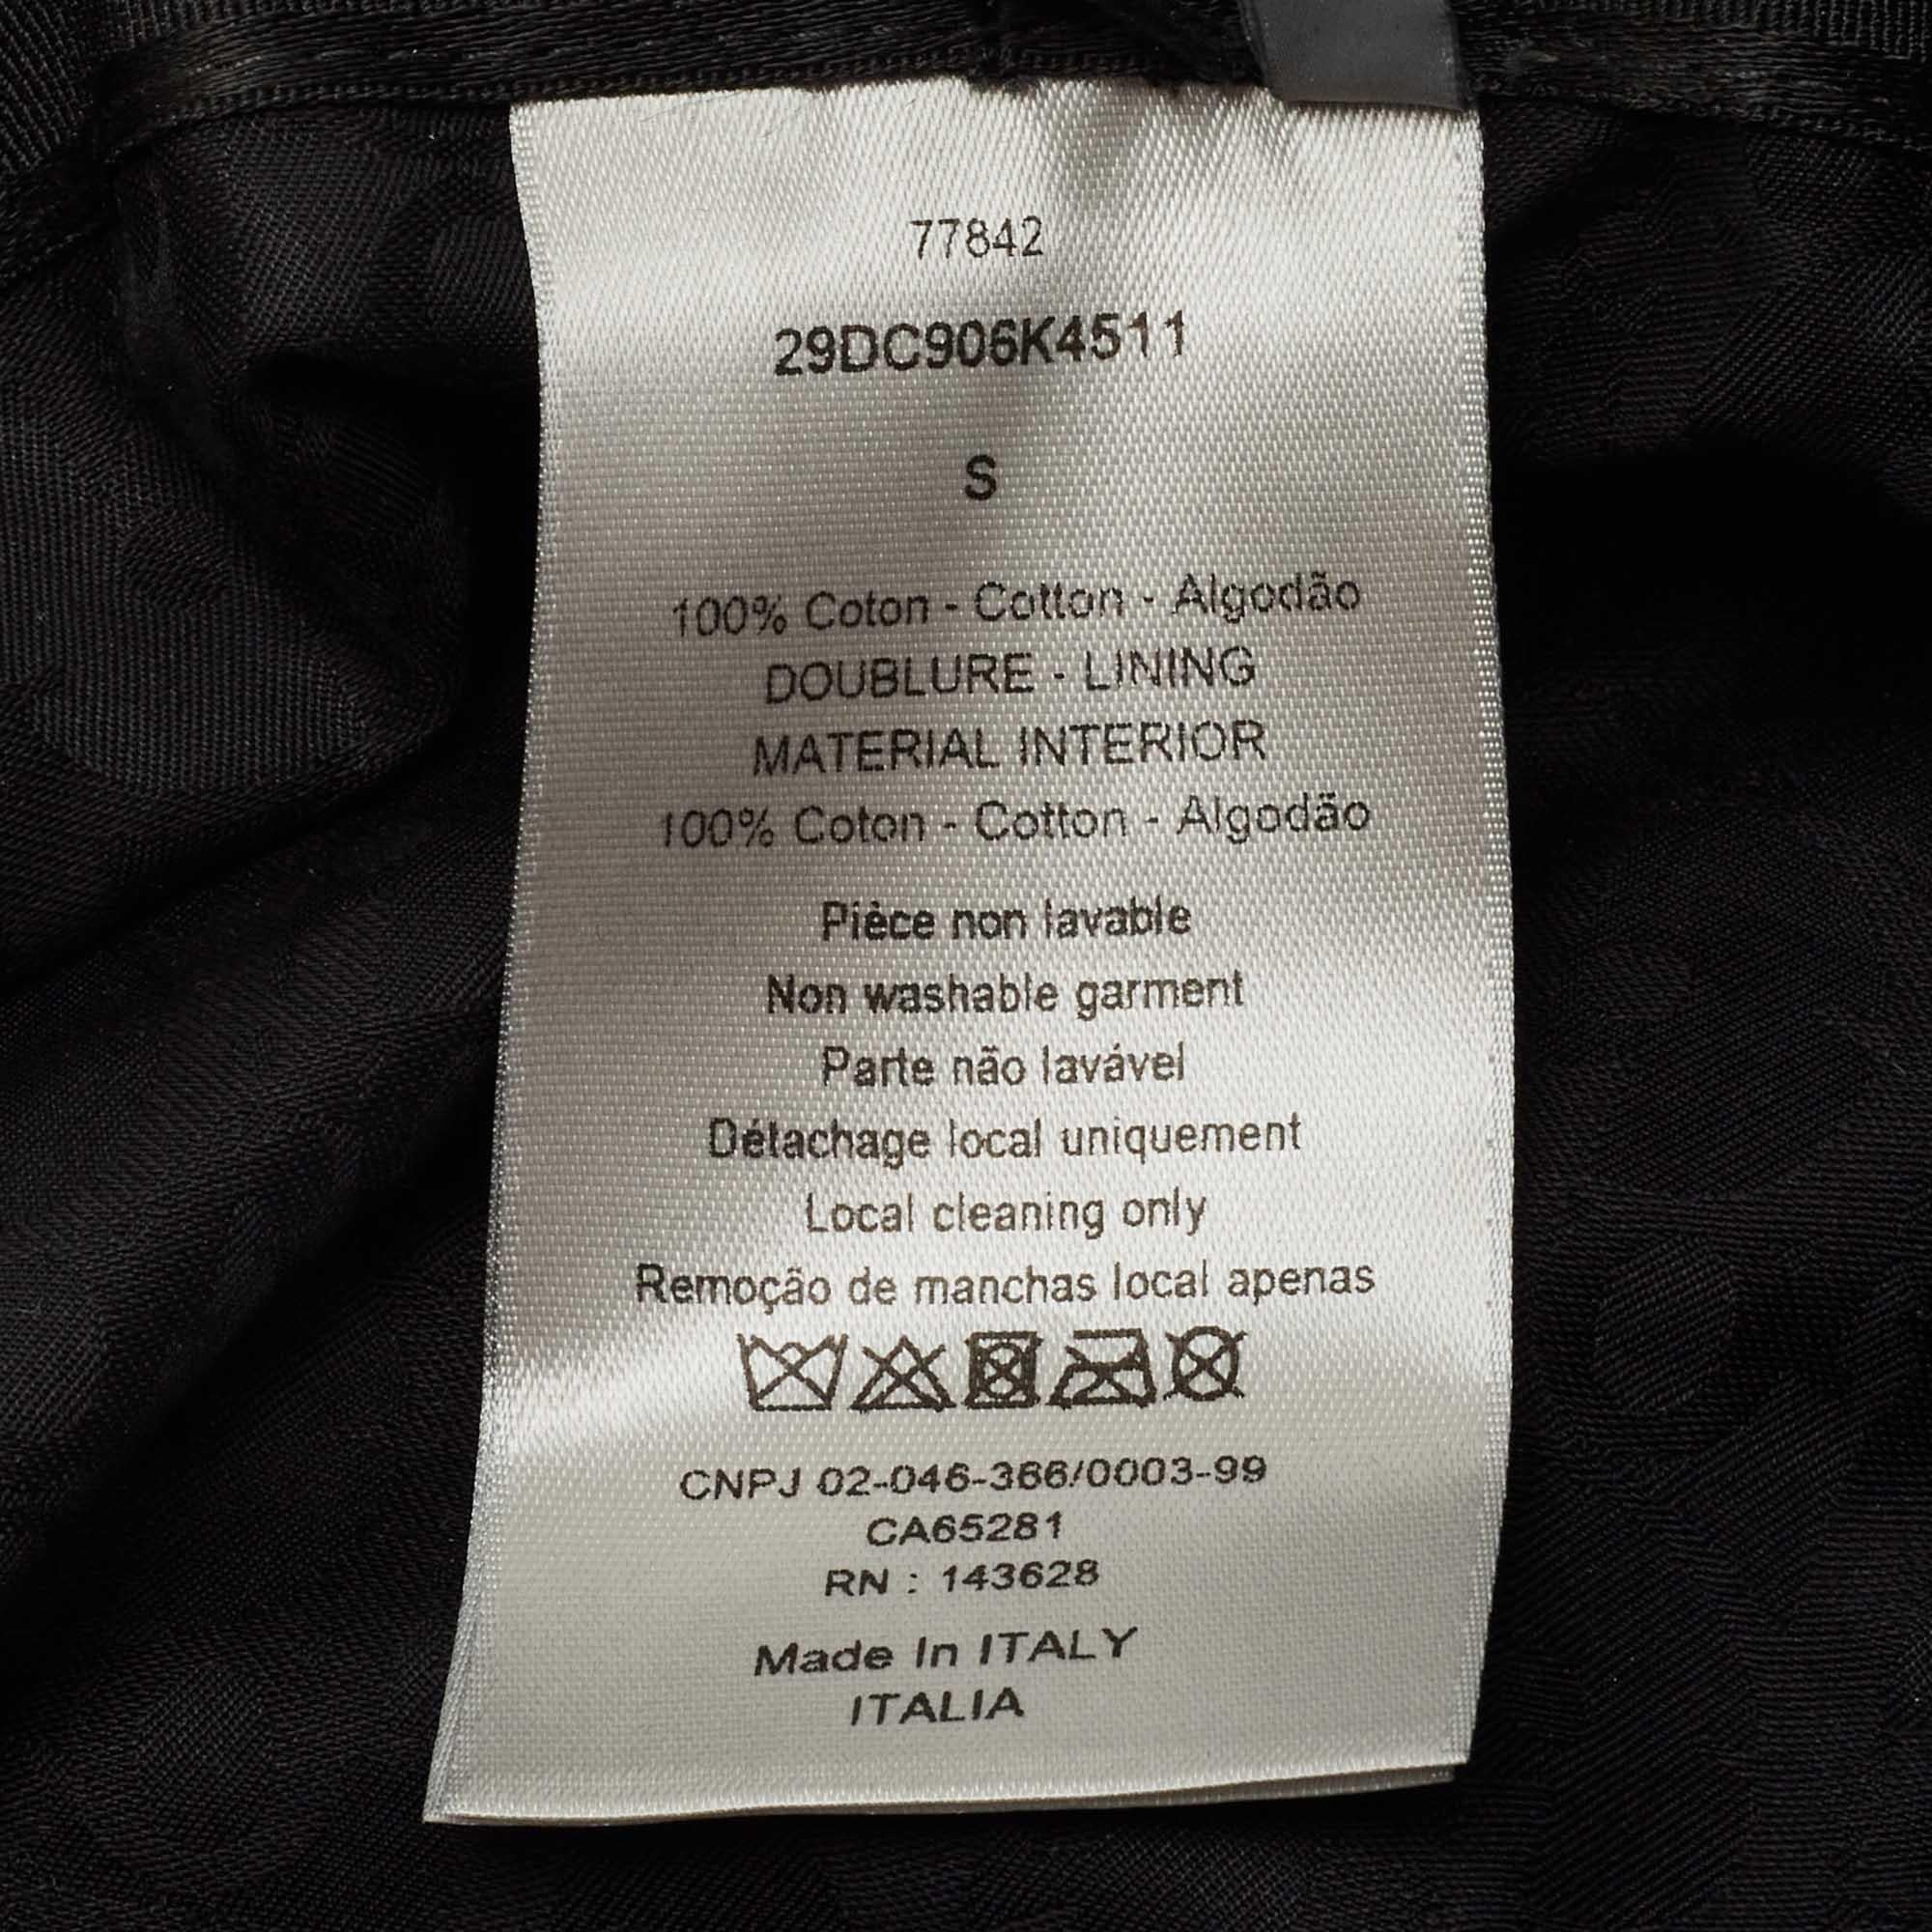 77842
29DC906K4511
S
100% Coton - Cotton - Algodão
DOUBLURE - LINING
MATERIAL INTERIOR
100% Coton - Cotton - Algodão
Pièce non lavable
Non washable garment
Parte não lavável
Détachage local uniquement
Local cleaning only
Remoção de manchas local apenas
CNPJ 02-046-366/0003-99
CA65281
RN : 143628
Made In ITALY
ITALIA